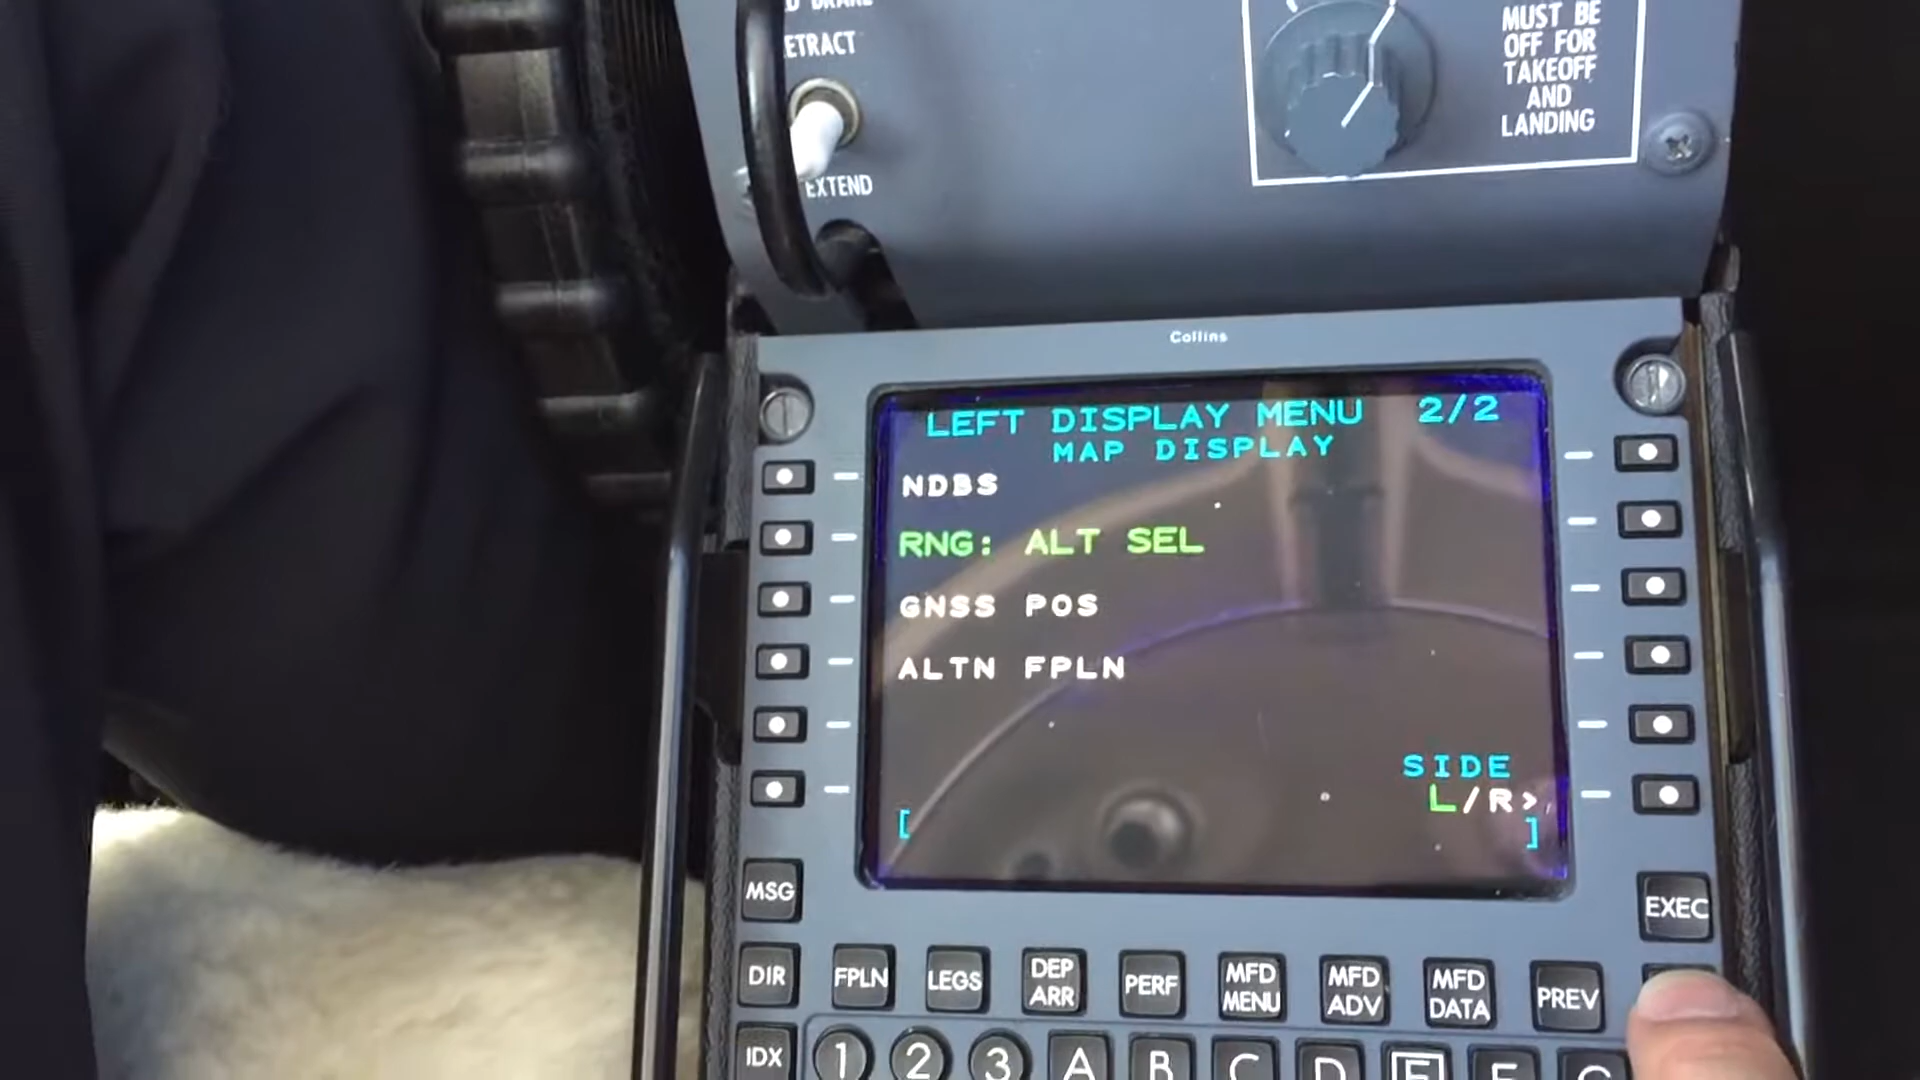 RETRACT
EXTEND
MUST BE
OFF FOR
TAKEOFF
AND
LANDING
Collins
LEFT DISPLAY MENU 2/2
MAP DISPLAY
NDBS
RNG: ALT SEL
GNSS POS
ALTN FPLN
SIDE
L/R>
[ ]
MSG
EXEC
DIR
FPLN
LEGS
DEP
ARR
PERF
MFD
MENU
MFD
ADV
MFD
DATA
PREV
IDX
1 2 3 A B C D E F G